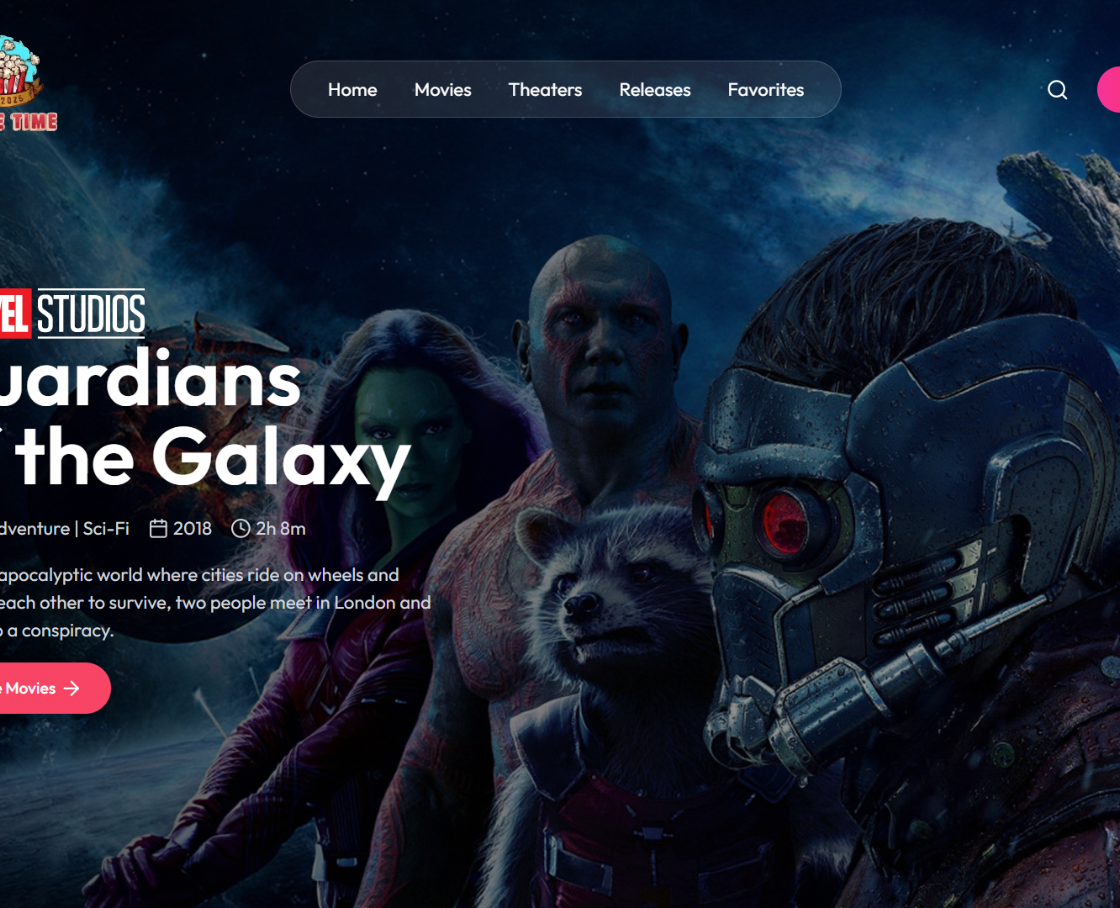 Home Movies Theaters Releases Favorites
2025
E TIME
VEL STUDIOS
uardians
f the Galaxy
dventure | Sci-Fi 2018 2h 8m
apocalyptic world where cities ride on wheels and
each other to survive, two people meet in London and
o a conspiracy.
e Movies